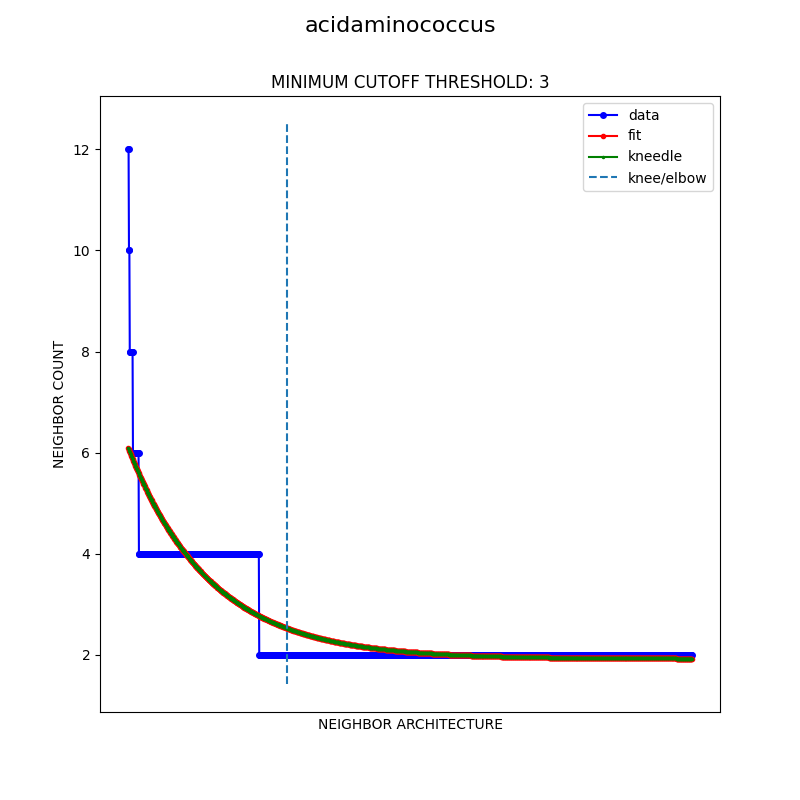 acidaminococcus
MINIMUM CUTOFF THRESHOLD: 3
data
fit
kneedle
knee/elbow
12
10
8
6
4
2
NEIGHBOR COUNT
NEIGHBOR ARCHITECTURE